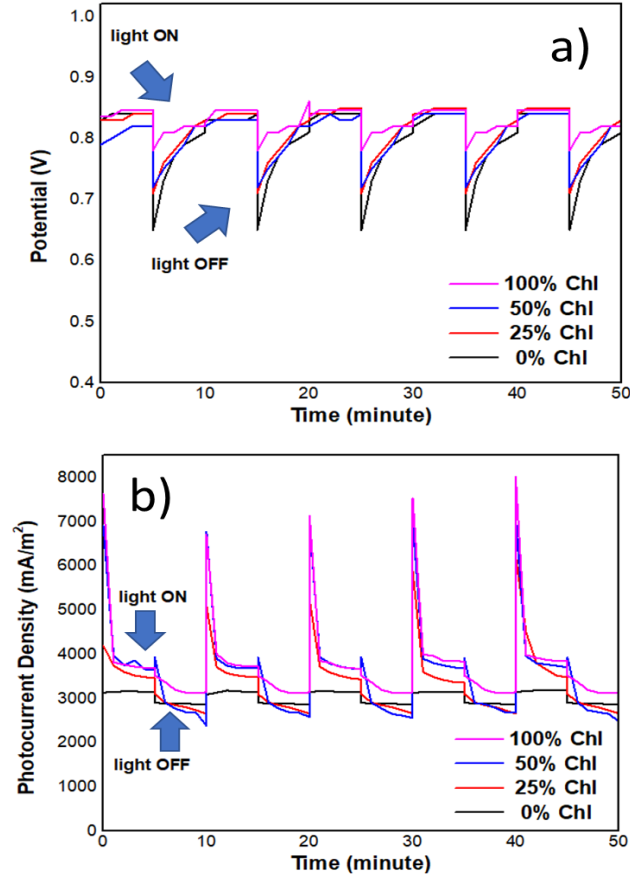 1.0
0.9
0.8
0.7
0.6
0.5
0.4
Potential (V)
light ON
a)
light OFF
100% Chl
50% Chl
25% Chl
0% Chl
0 10 20 30 40 50
Time (minute)
8000
7000
6000
5000
4000
3000
2000
1000
0
Photocurrent Density (mA/m²)
b)
light ON
light OFF
100% Chl
50% Chl
25% Chl
0% Chl
0 10 20 30 40 50
Time (minute)